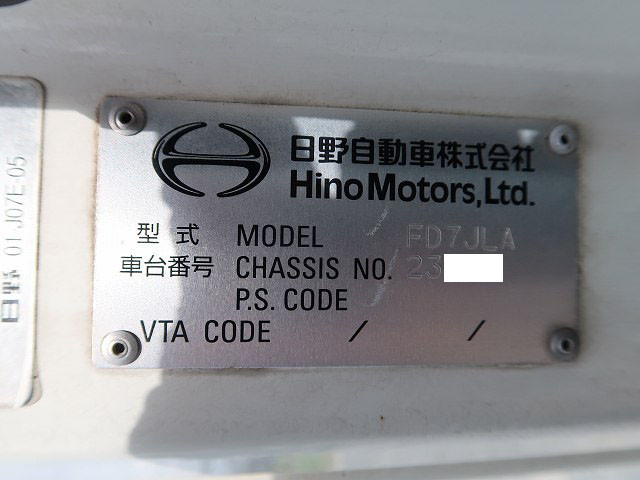 日野自動車株式会社
Hino Motors, Ltd.
型式 MODEL FD7JLA
車台番号 CHASSIS NO. 23
P.S. CODE
VTA CODE / /
日野 01 J07E-05